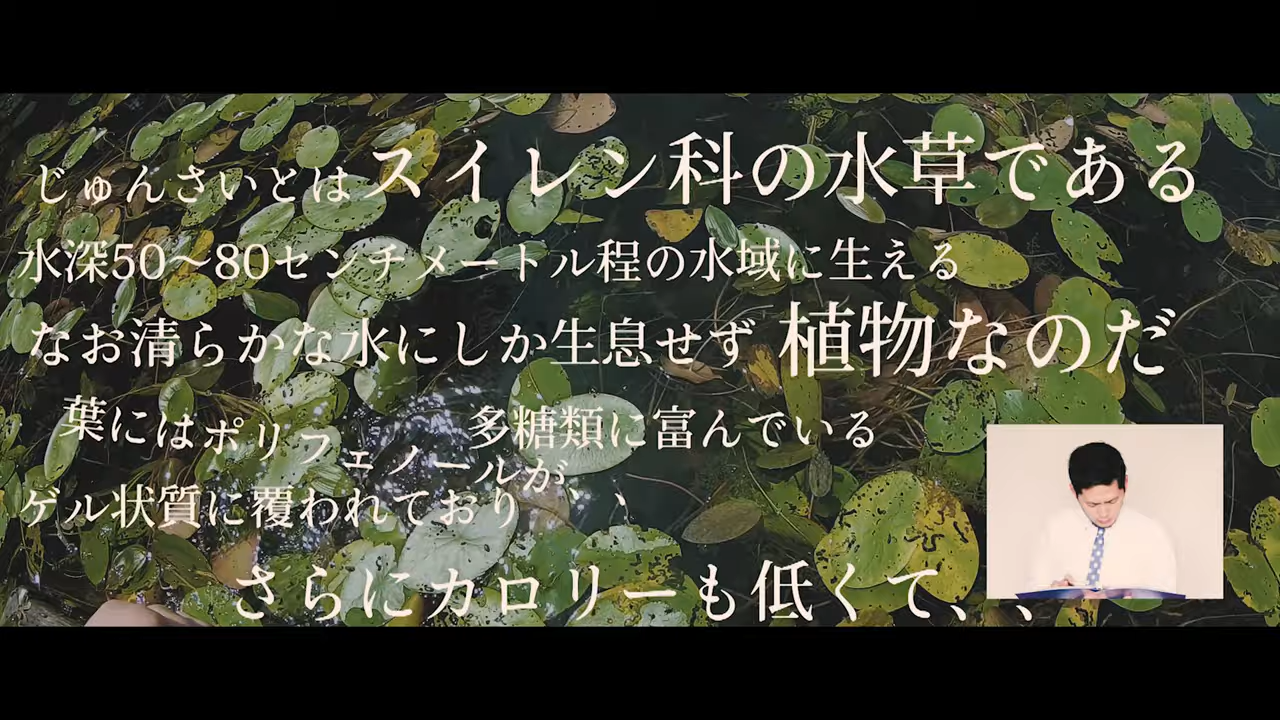 じゅんさいとはスイレン科の水草である
水深50〜80センチメートル程の水域に生える
なお清らかな水にしか生息せず 植物なのだ
葉にはポリフェノールが、、
多糖類に富んでいる
ゲル状質に覆われており
さらにカロリーも低くて、、